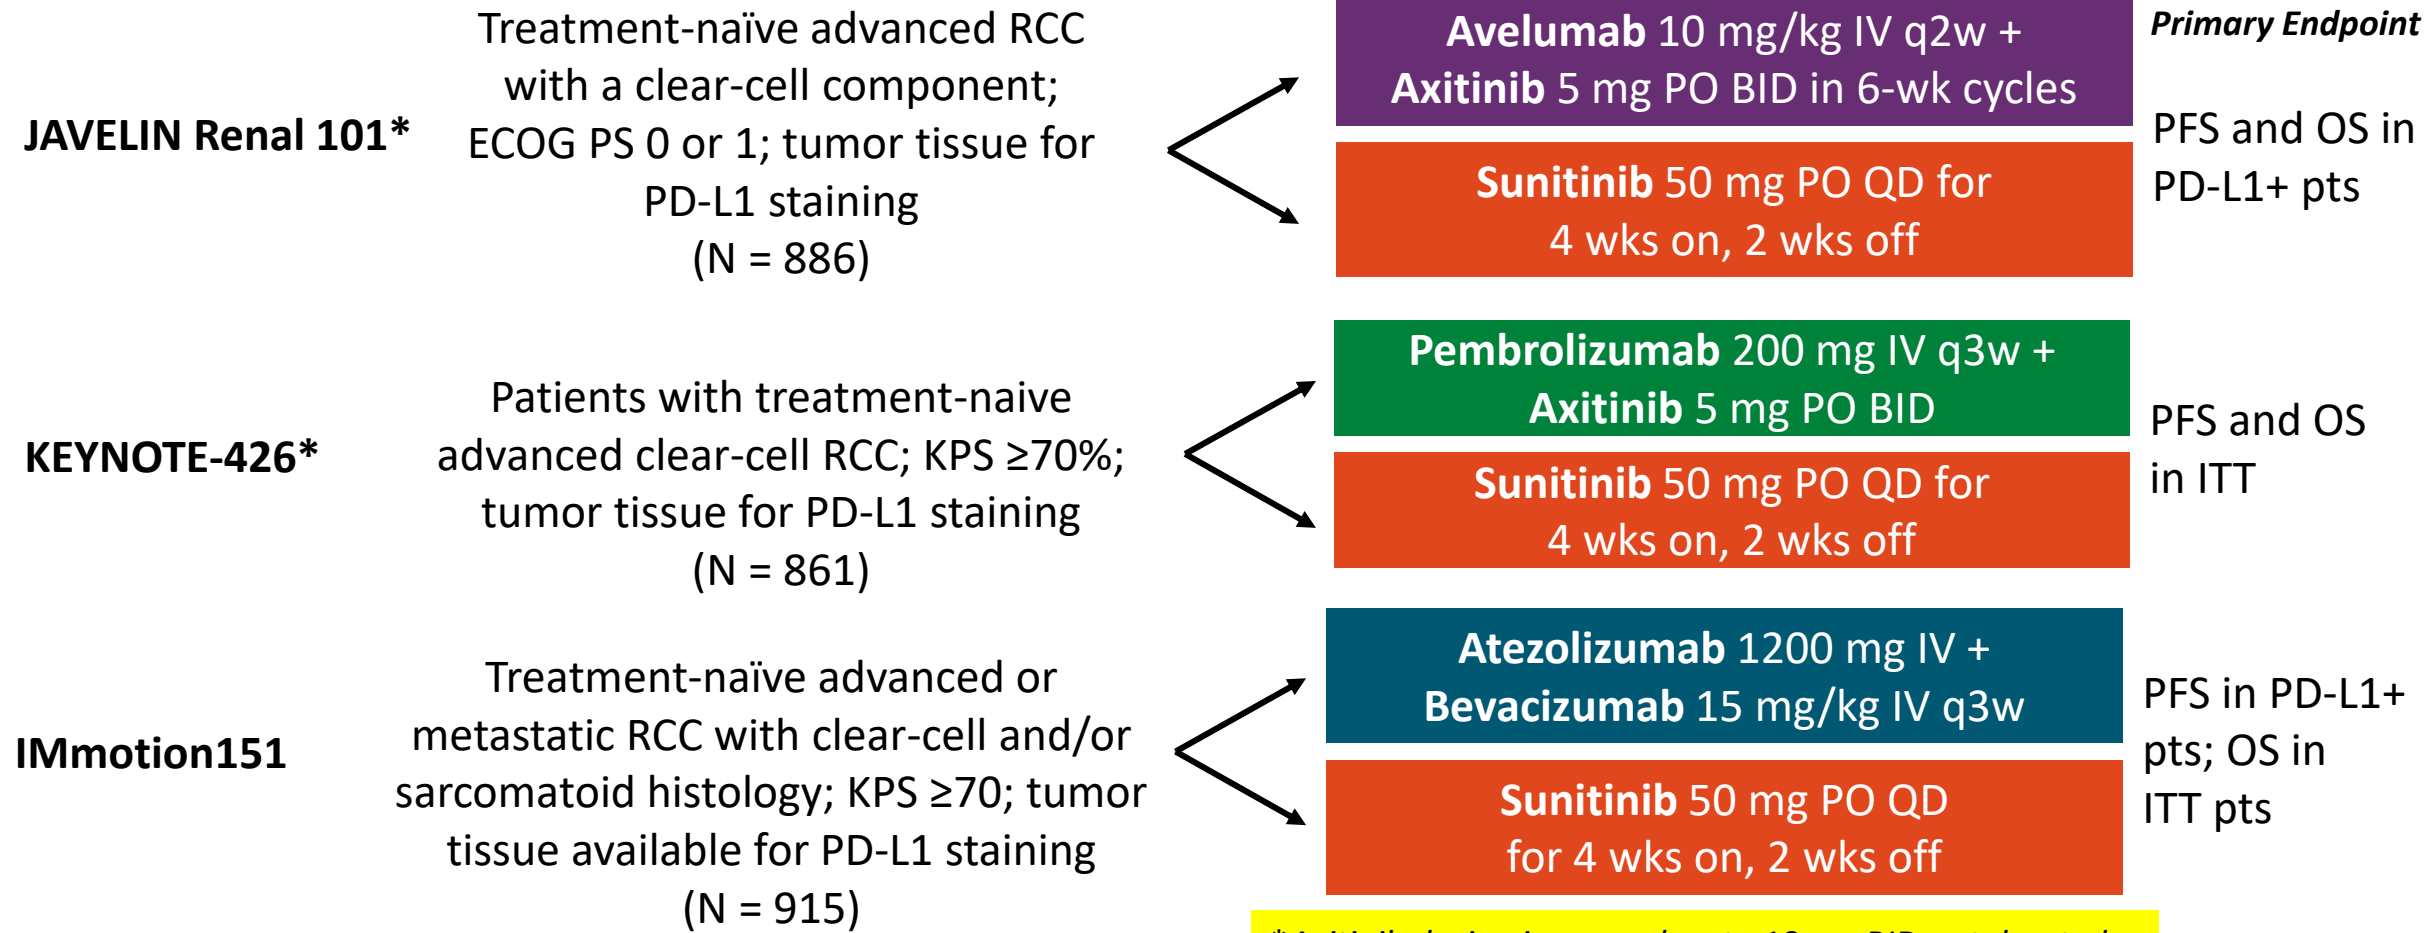 Primary Endpoint
JAVELIN Renal 101*
Treatment-naïve advanced RCC
with a clear-cell component;
ECOG PS 0 or 1; tumor tissue for
PD-L1 staining
(N = 886)
Avelumab 10 mg/kg IV q2w +
Axitinib 5 mg PO BID in 6-wk cycles
Sunitinib 50 mg PO QD for
4 wks on, 2 wks off
PFS and OS in
PD-L1+ pts
KEYNOTE-426*
Patients with treatment-naive
advanced clear-cell RCC; KPS ≥70%;
tumor tissue for PD-L1 staining
(N = 861)
Pembrolizumab 200 mg IV q3w +
Axitinib 5 mg PO BID
Sunitinib 50 mg PO QD for
4 wks on, 2 wks off
PFS and OS
in ITT
IMmotion151
Treatment-naïve advanced or
metastatic RCC with clear-cell and/or
sarcomatoid histology; KPS ≥70; tumor
tissue available for PD-L1 staining
(N = 915)
Atezolizumab 1200 mg IV +
Bevacizumab 15 mg/kg IV q3w
Sunitinib 50 mg PO QD
for 4 wks on, 2 wks off
PFS in PD-L1+
pts; OS in
ITT pts